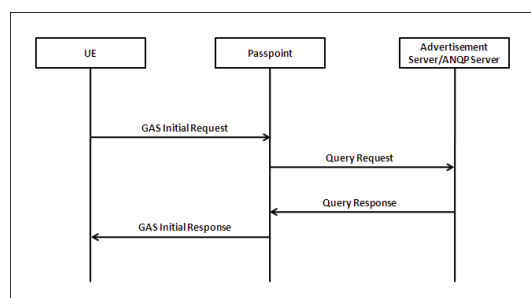 UE
Passpoint
Advertisement
Server/ANQP Server
GAS Initial Request
Query Request
Query Response
GAS Initial Response